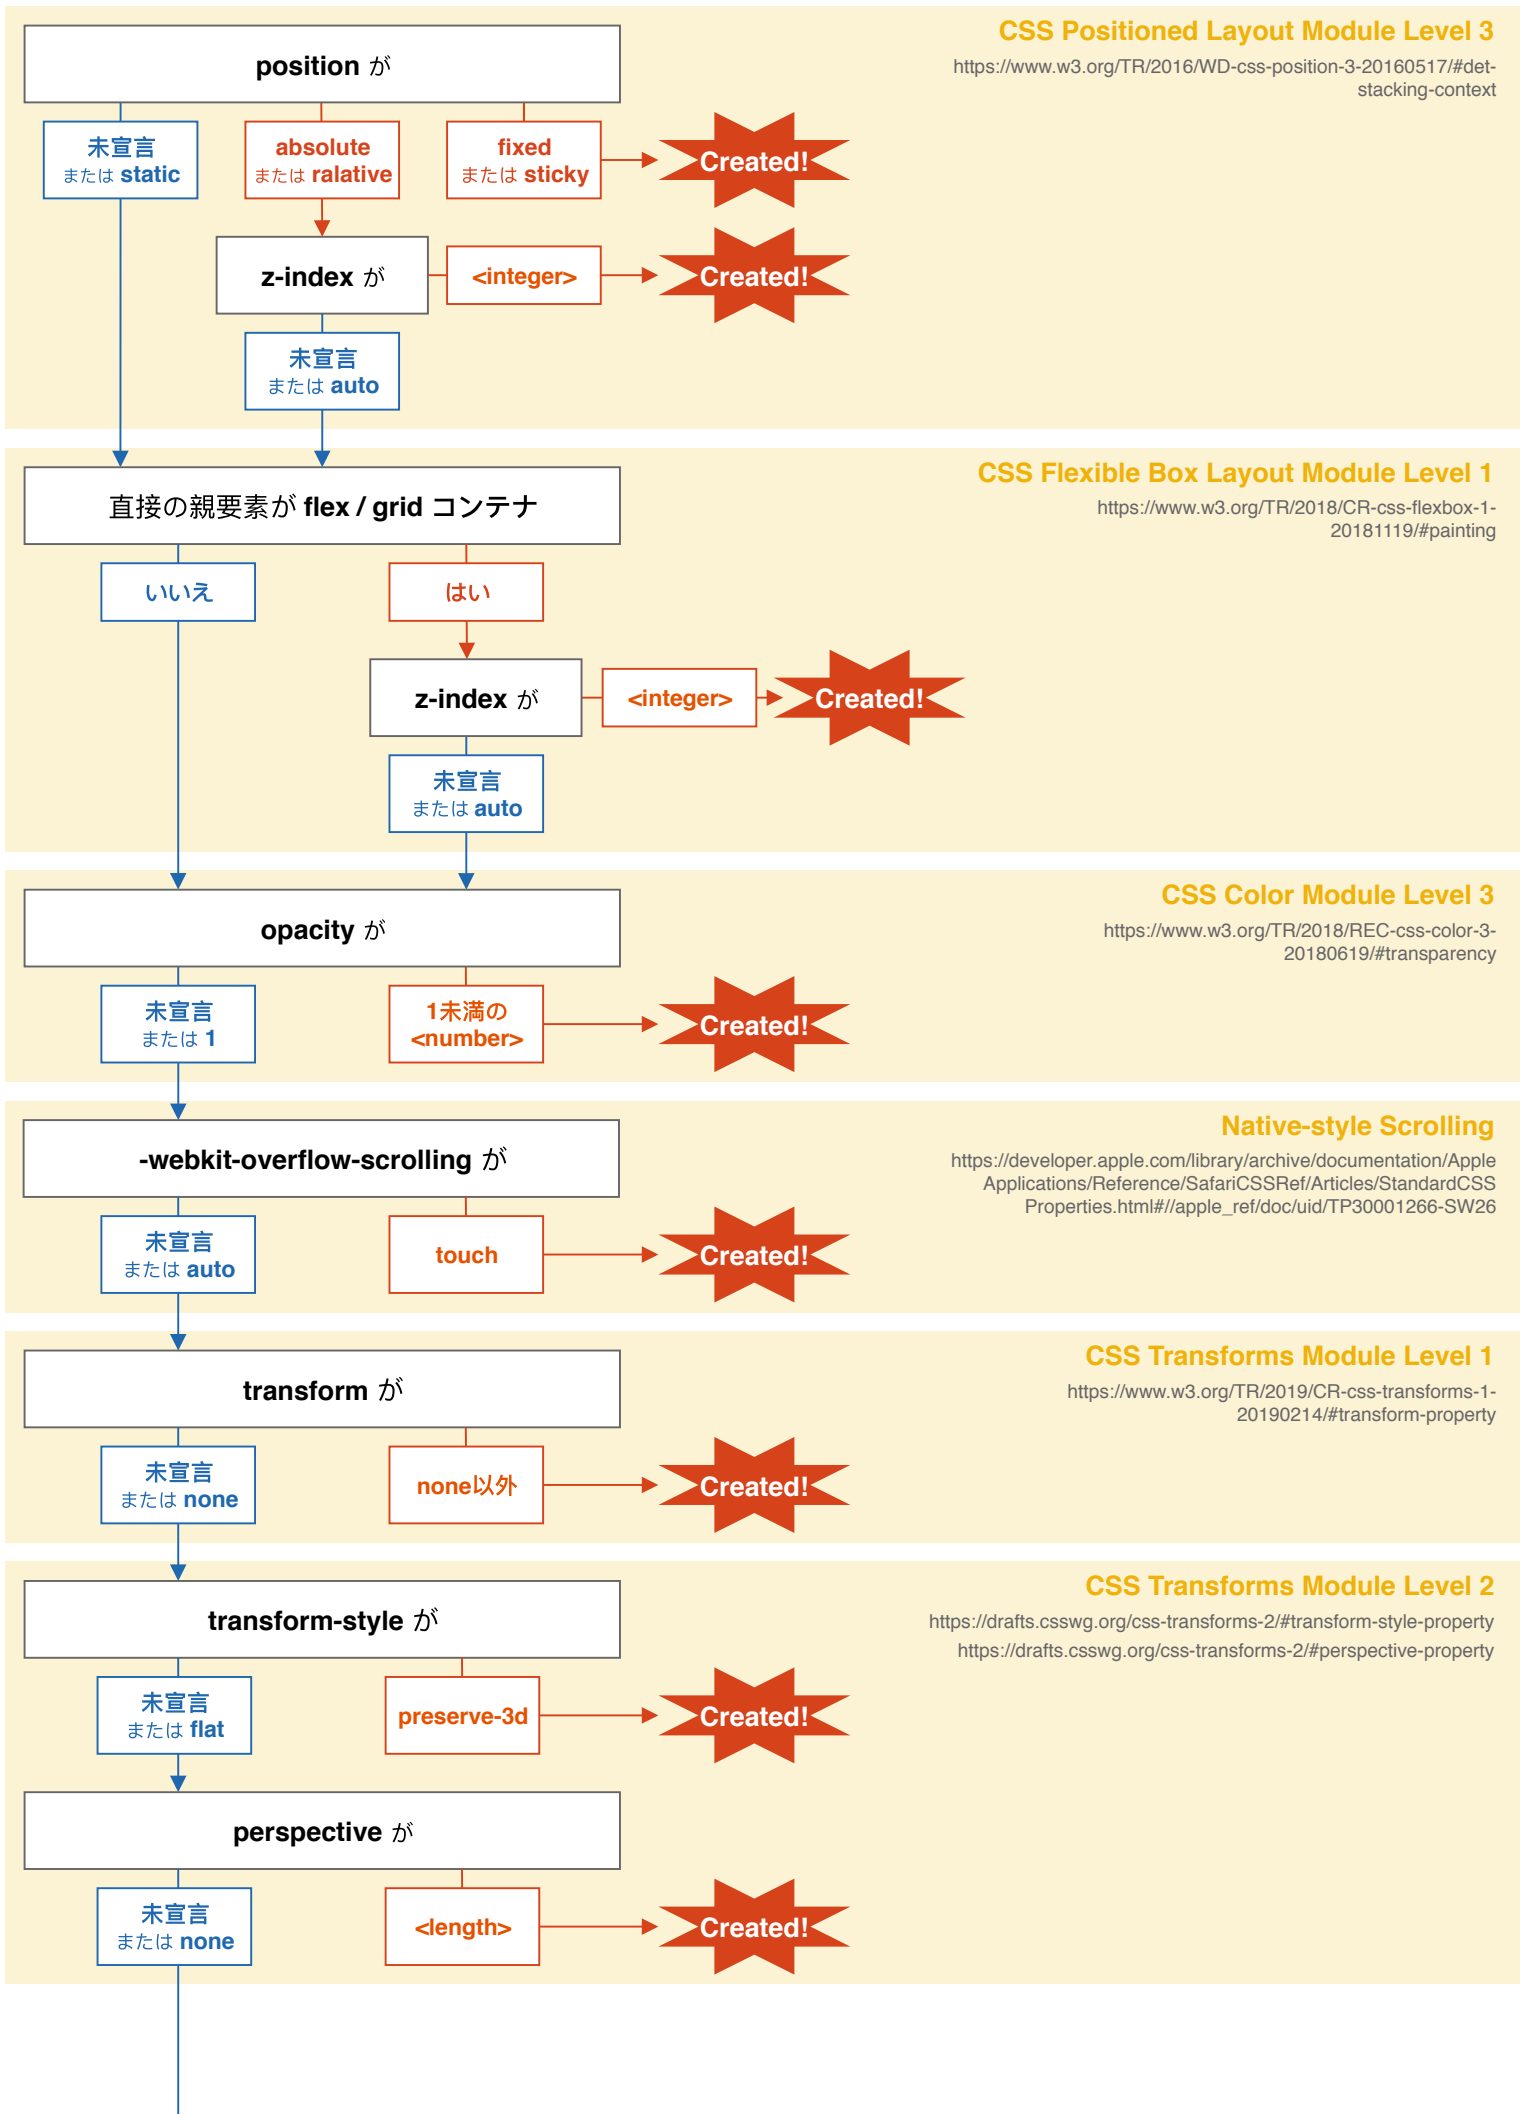 CSS Positioned Layout Module Level 3
https://www.w3.org/TR/2016/WD-css-position-3-20160517/#det-
stacking-context
position が
未宣言
または static
absolute
または ralative
fixed
または sticky
Created!
z-index が
<integer>
Created!
未宣言
または auto
CSS Flexible Box Layout Module Level 1
https://www.w3.org/TR/2018/CR-css-flexbox-1-
20181119/#painting
直接の親要素が flex / grid コンテナ
いいえ
はい
z-index が
<integer>
Created!
未宣言
または auto
CSS Color Module Level 3
https://www.w3.org/TR/2018/REC-css-color-3-
20180619/#transparency
opacity が
未宣言
または 1
1未満の
<number>
Created!
Native-style Scrolling
https://developer.apple.com/library/archive/documentation/Apple
Applications/Reference/SafariCSSRef/Articles/StandardCSS
Properties.html#//apple_ref/doc/uid/TP30001266-SW26
-webkit-overflow-scrolling が
未宣言
または auto
touch
Created!
CSS Transforms Module Level 1
https://www.w3.org/TR/2019/CR-css-transforms-1-
20190214/#transform-property
transform が
未宣言
または none
none以外
Created!
CSS Transforms Module Level 2
https://drafts.csswg.org/css-transforms-2/#transform-style-property
https://drafts.csswg.org/css-transforms-2/#perspective-property
transform-style が
未宣言
または flat
preserve-3d
Created!
perspective が
未宣言
または none
<length>
Created!